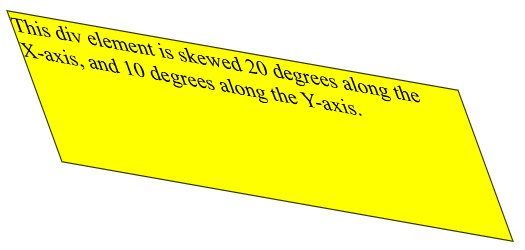 This div element is skewed 20 degrees along the
X-axis, and 10 degrees along the Y-axis.